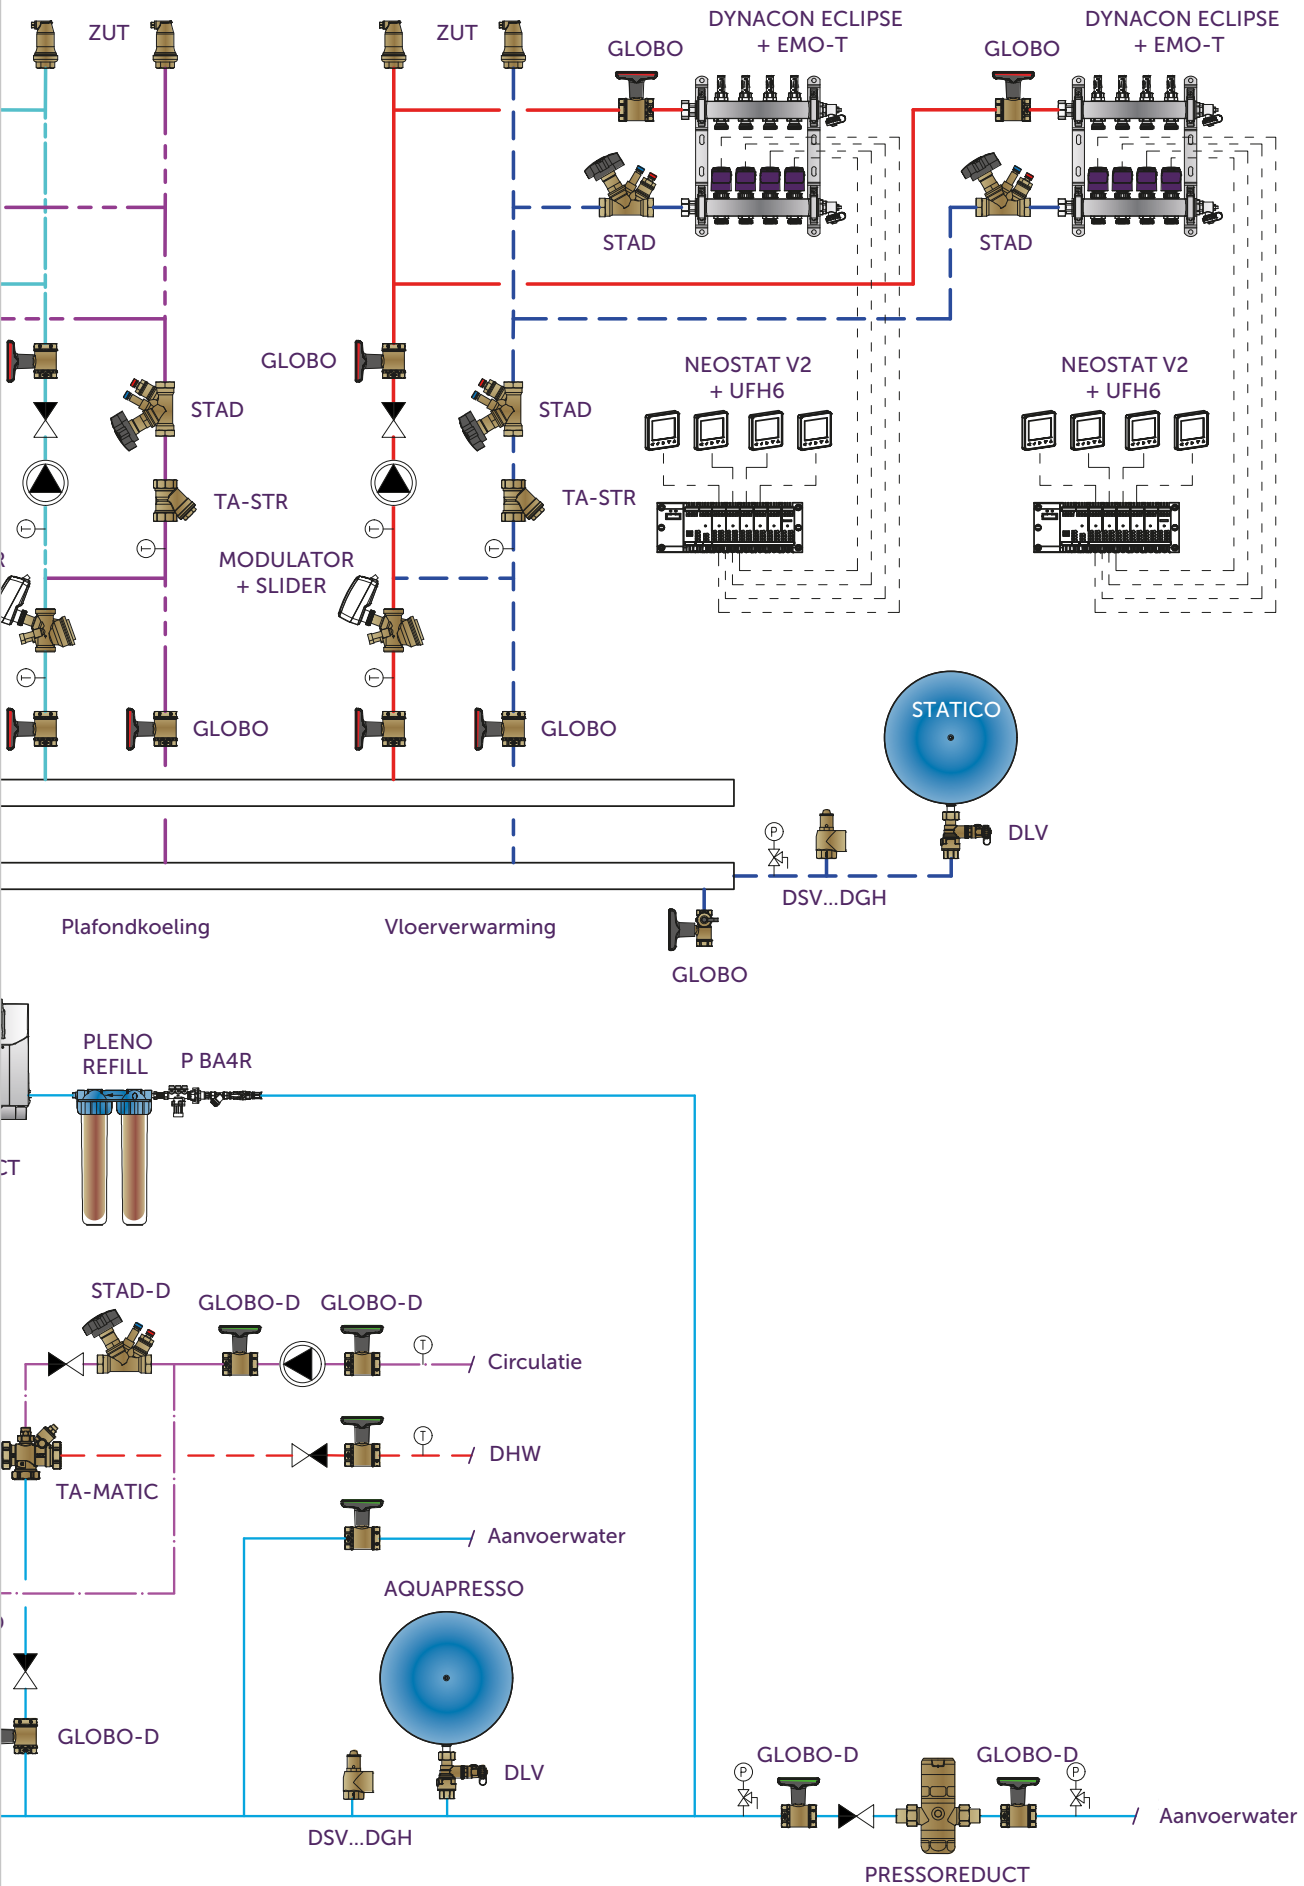 ZUT
ZUT
DYNACON ECLIPSE
+ EMO-T
DYNACON ECLIPSE
+ EMO-T
GLOBO
GLOBO
STAD
STAD
GLOBO
NEOSTAT V2
+ UFH6
NEOSTAT V2
+ UFH6
STAD
STAD
TA-STR
TA-STR
T
T
T
T
MODULATOR
+ SLIDER
R
T
T
GLOBO
GLOBO
STATICO
P
DLV
DSV...DGH
Plafondkoeling
Vloerverwarming
GLOBO
PLENO
REFILL
P BA4R
CT
STAD-D
GLOBO-D
GLOBO-D
T
Circulatie
T
DHW
TA-MATIC
Aanvoerwater
AQUAPRESSO
GLOBO-D
DLV
DSV...DGH
GLOBO-D
GLOBO-D
P
P
Aanvoerwater
PRESSOREDUCT